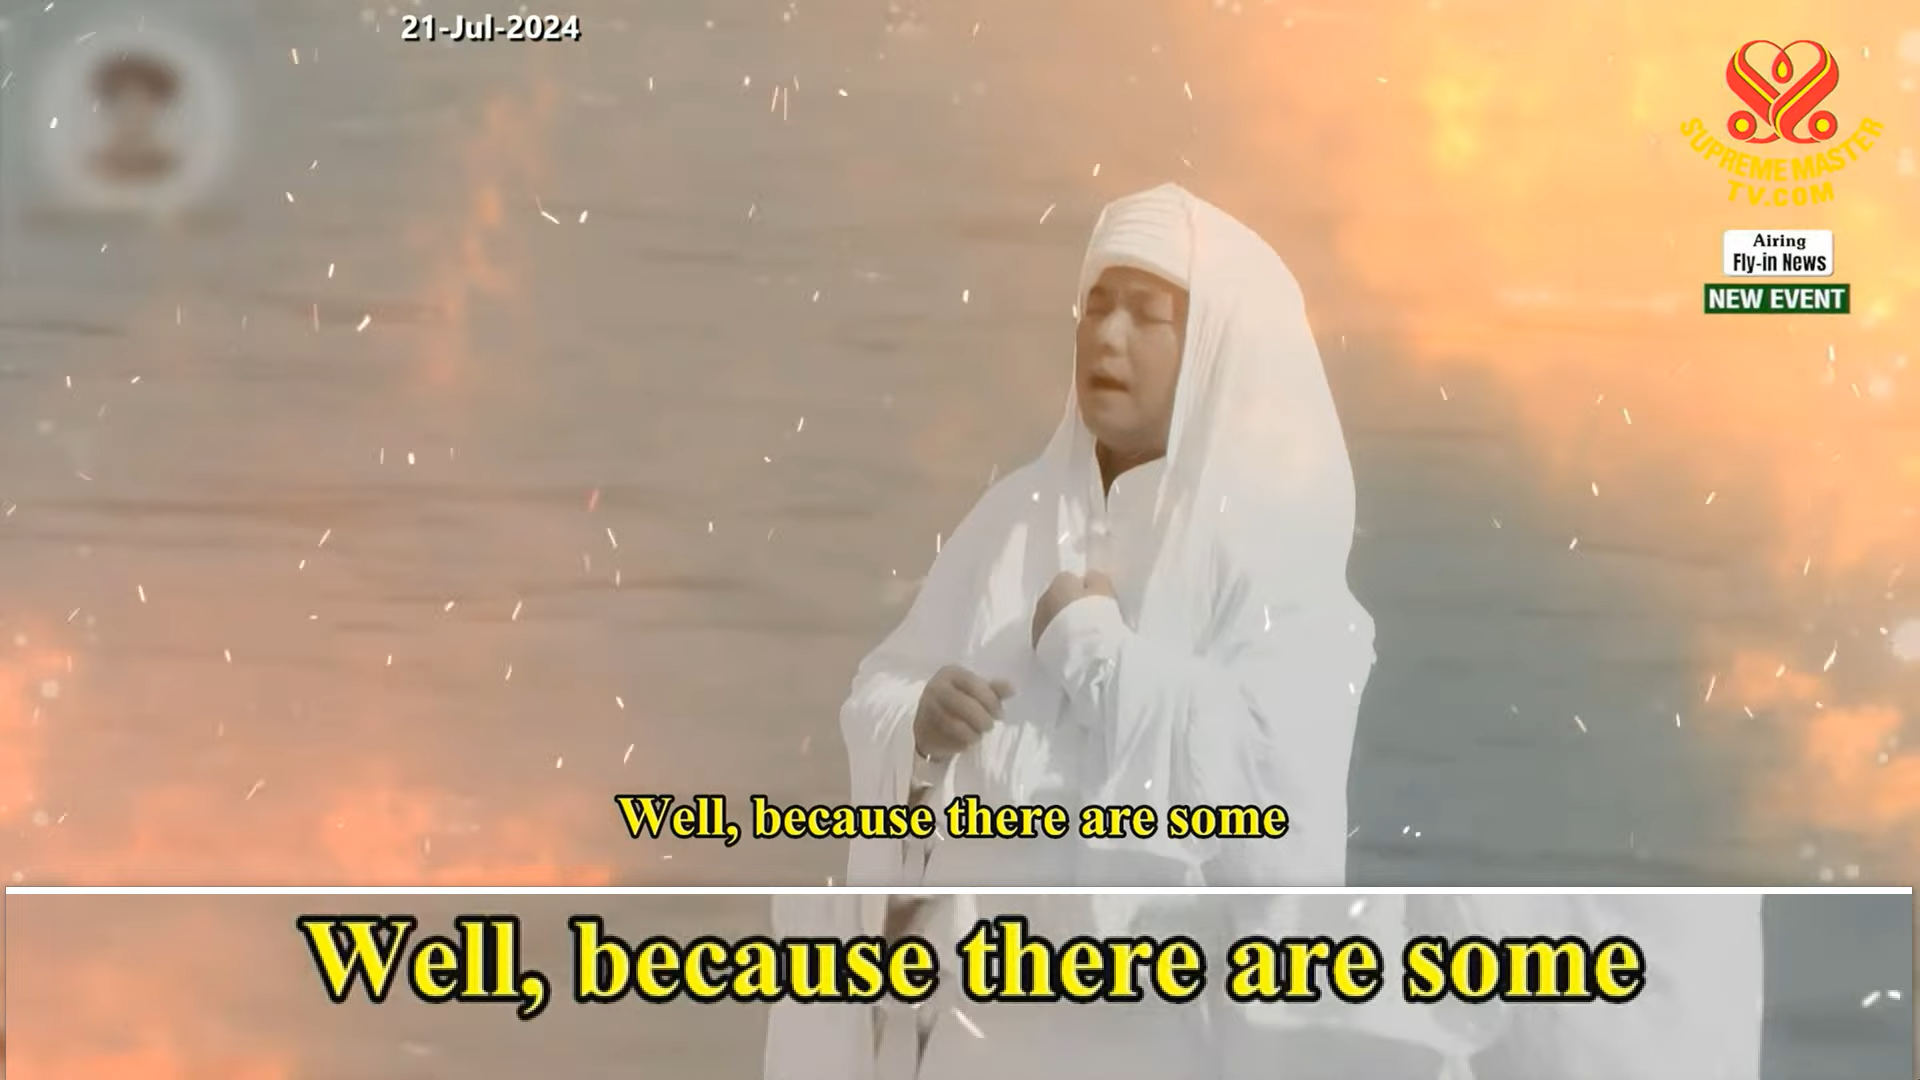 21-Jul-2024
SUPREME MASTER
TV.COM
Airing
Fly-in News
NEW EVENT
Well, because there are some
Well, because there are some